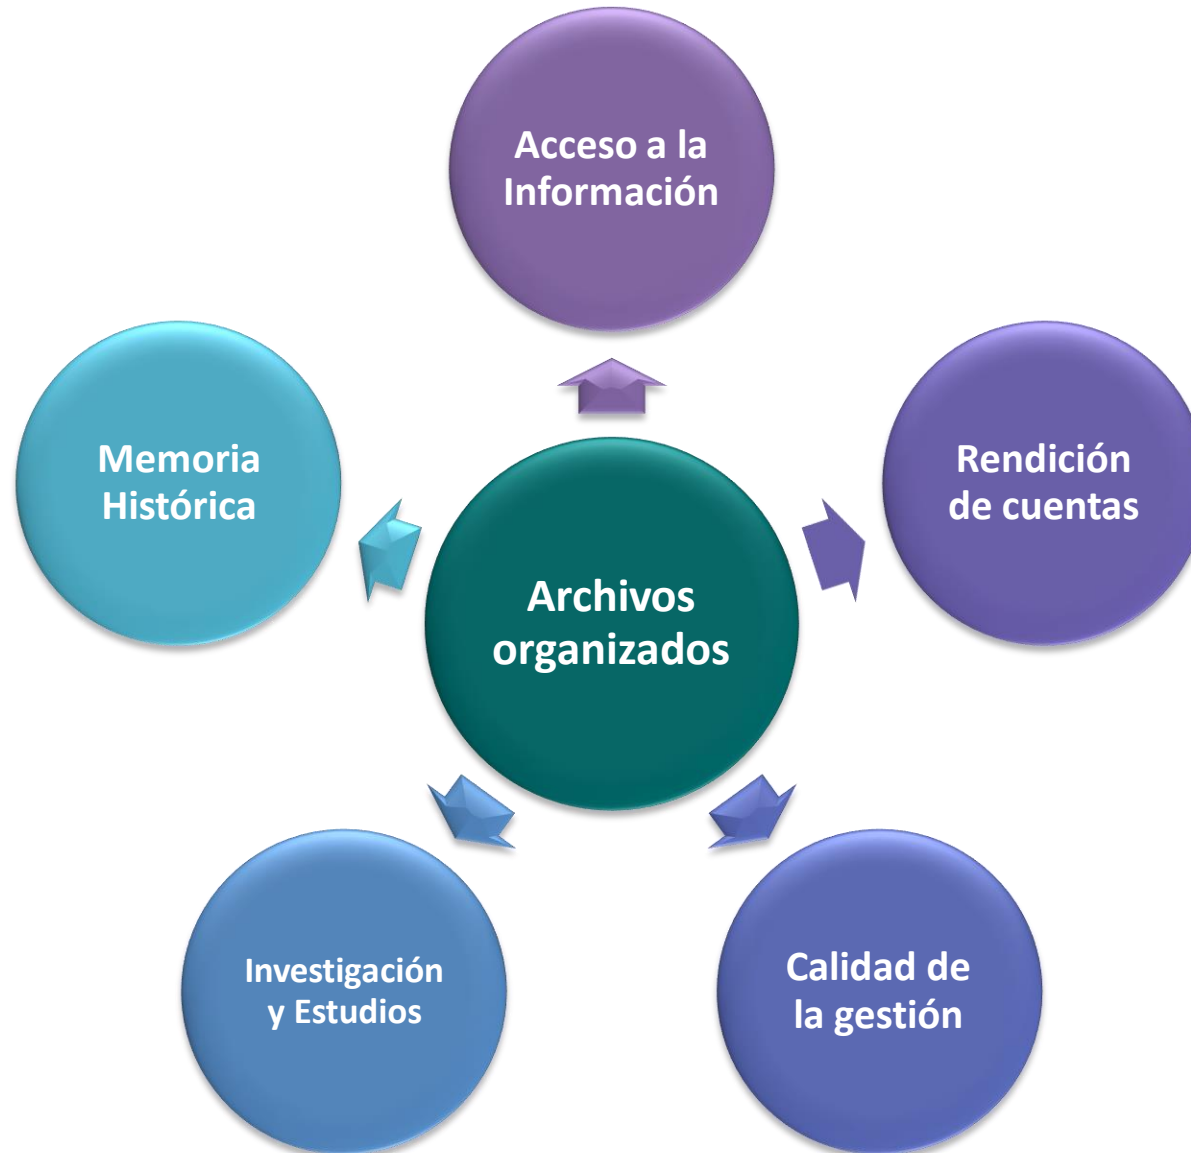 Acceso a la
Información
Memoria
Histórica
Rendición
de cuentas
Archivos
organizados
Investigación
y Estudios
Calidad de
la gestión